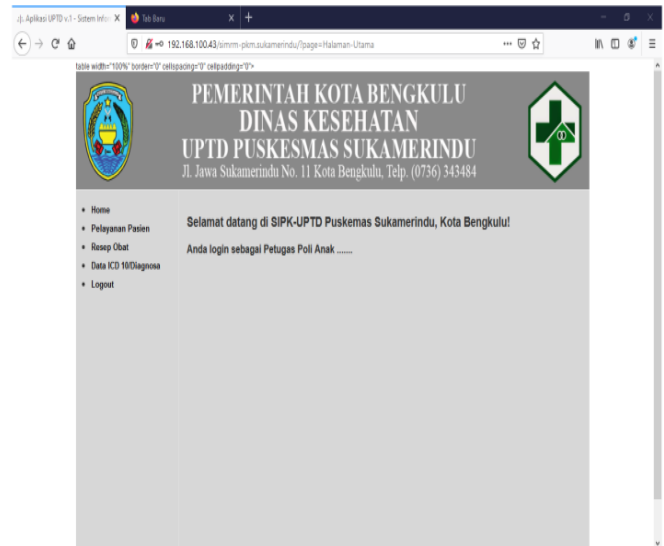 Aplikasi UPTD v.1 - Sistem Infor
Tab Baru
192.168.100.43/simrm-pkm.sukamerindu/?page=Halaman-Utama
table width="100%" border="0" cellspacing="0" cellpadding="0">
PEMERINTAH KOTA BENGKULU
DINAS KESEHATAN
UPTD PUSKESMAS SUKAMERINDU
Jl. Jawa Sukamerindu No. 11 Kota Bengkulu, Telp. (0736) 343484
Home
Pelayanan Pasien
Resep Obat
Data ICD 10/Diagnosa
Logout
Selamat datang di SIPK-UPTD Puskemas Sukamerindu, Kota Bengkulu!
Anda login sebagai Petugas Poli Anak .......